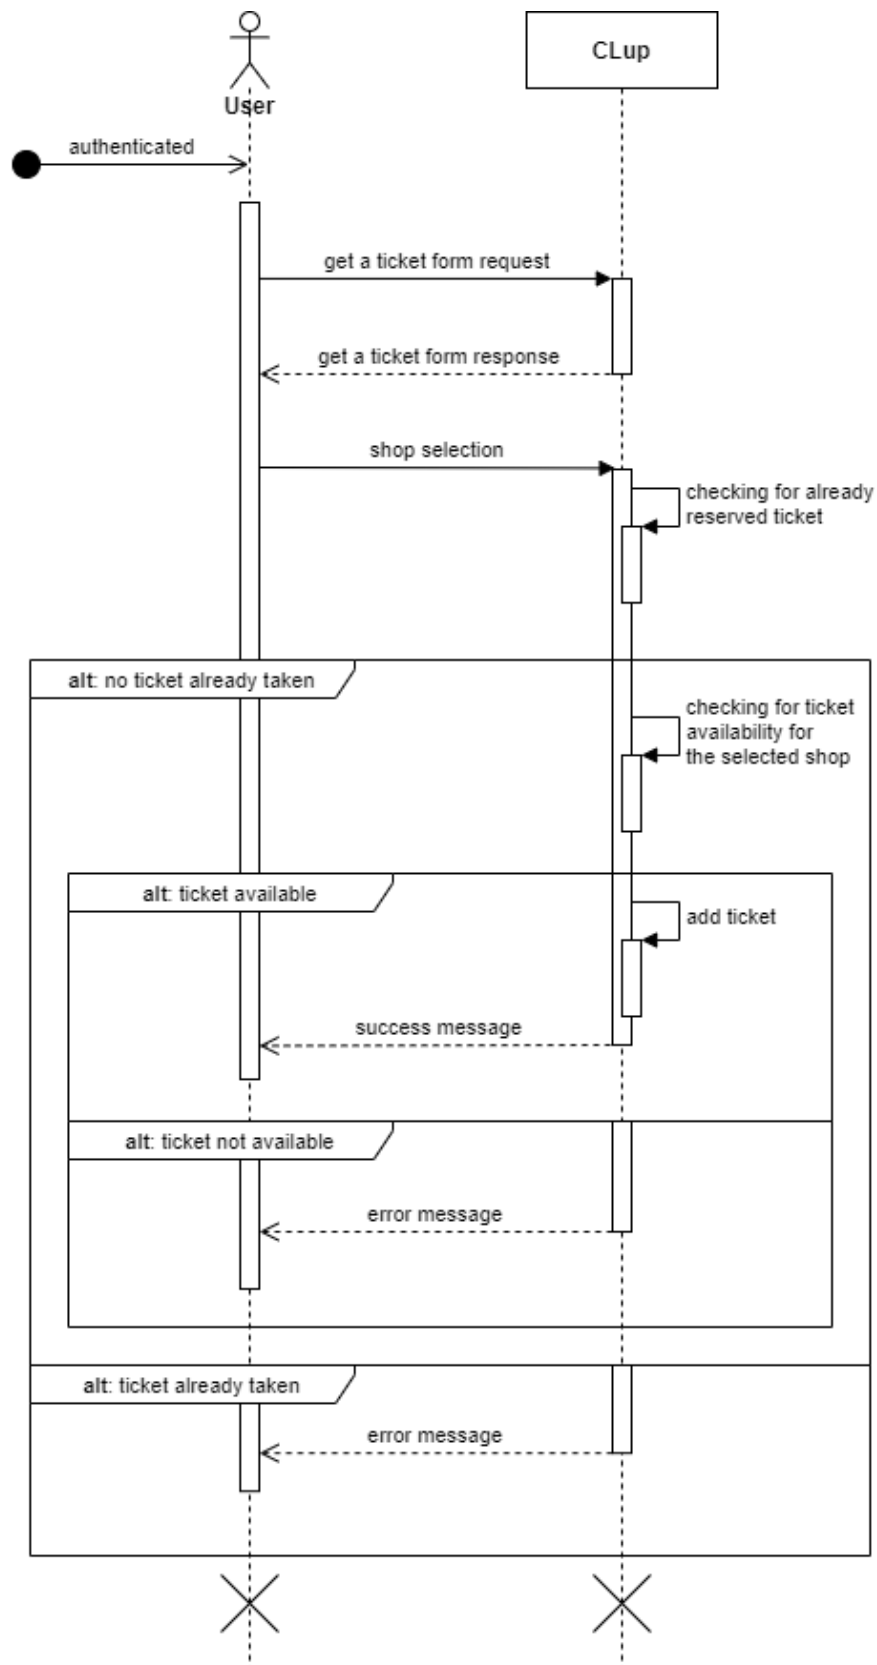 CLup
User
authenticated
get a ticket form request
get a ticket form response
shop selection
checking for already
reserved ticket
alt: no ticket already taken
checking for ticket
availability for
the selected shop
alt: ticket available
add ticket
success message
alt: ticket not available
error message
alt: ticket already taken
error message